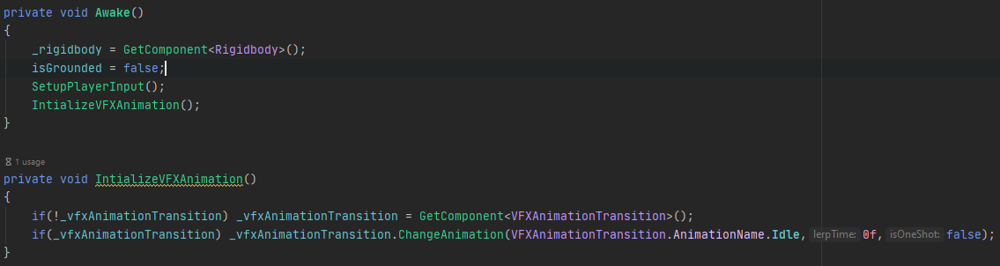 private void Awake()
{
    _rigidbody = GetComponent<Rigidbody>();
    isGrounded = false;
    SetupPlayerInput();
    IntializeVFXAnimation();
}
1 usage
private void IntializeVFXAnimation()
{
    if(!_vfxAnimationTransition) _vfxAnimationTransition = GetComponent<VFXAnimationTransition>();
    if(_vfxAnimationTransition) _vfxAnimationTransition.ChangeAnimation(VFXAnimationTransition.AnimationName.Idle, lerpTime: 0f, isOneShot: false);
}